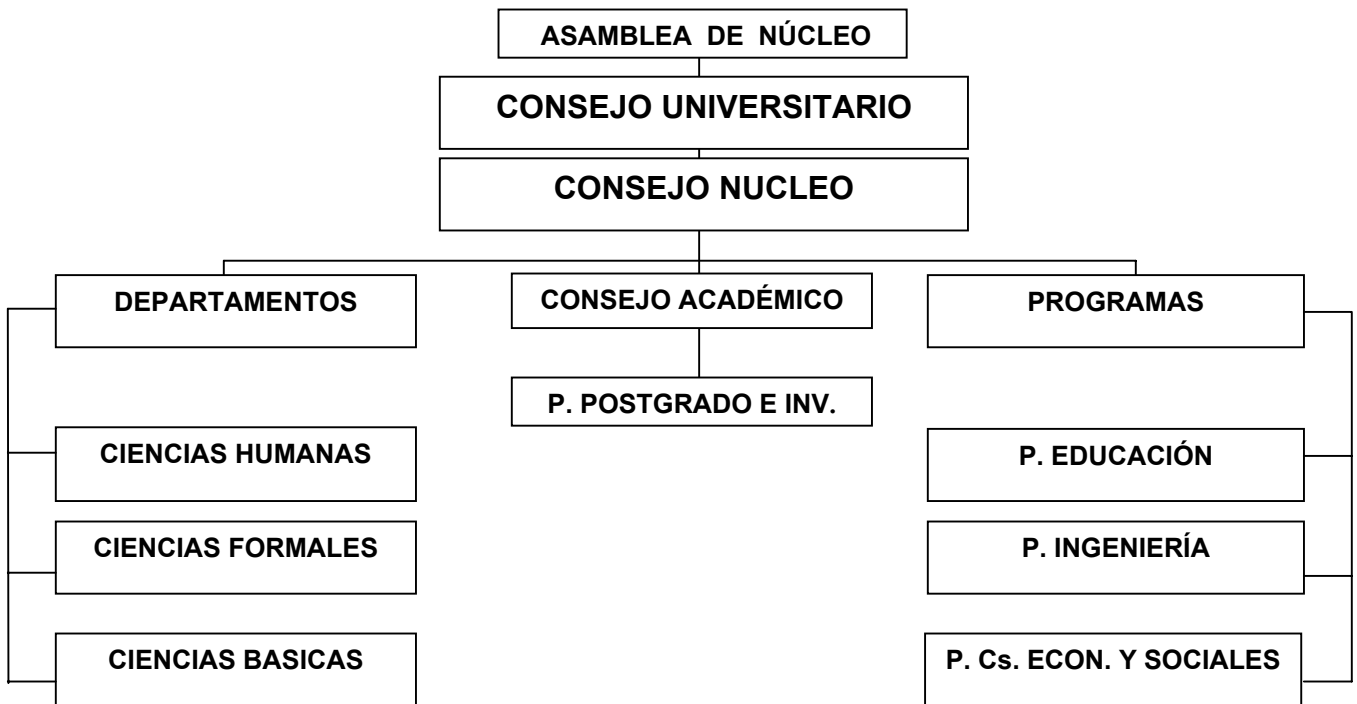 ASAMBLEA DE NÚCLEO
CONSEJO UNIVERSITARIO
CONSEJO NUCLEO
DEPARTAMENTOS
CONSEJO ACADÉMICO
PROGRAMAS
P. POSTGRADO E INV.
CIENCIAS HUMANAS
P. EDUCACIÓN
CIENCIAS FORMALES
P. INGENIERÍA
CIENCIAS BASICAS
P. Cs. ECON. Y SOCIALES